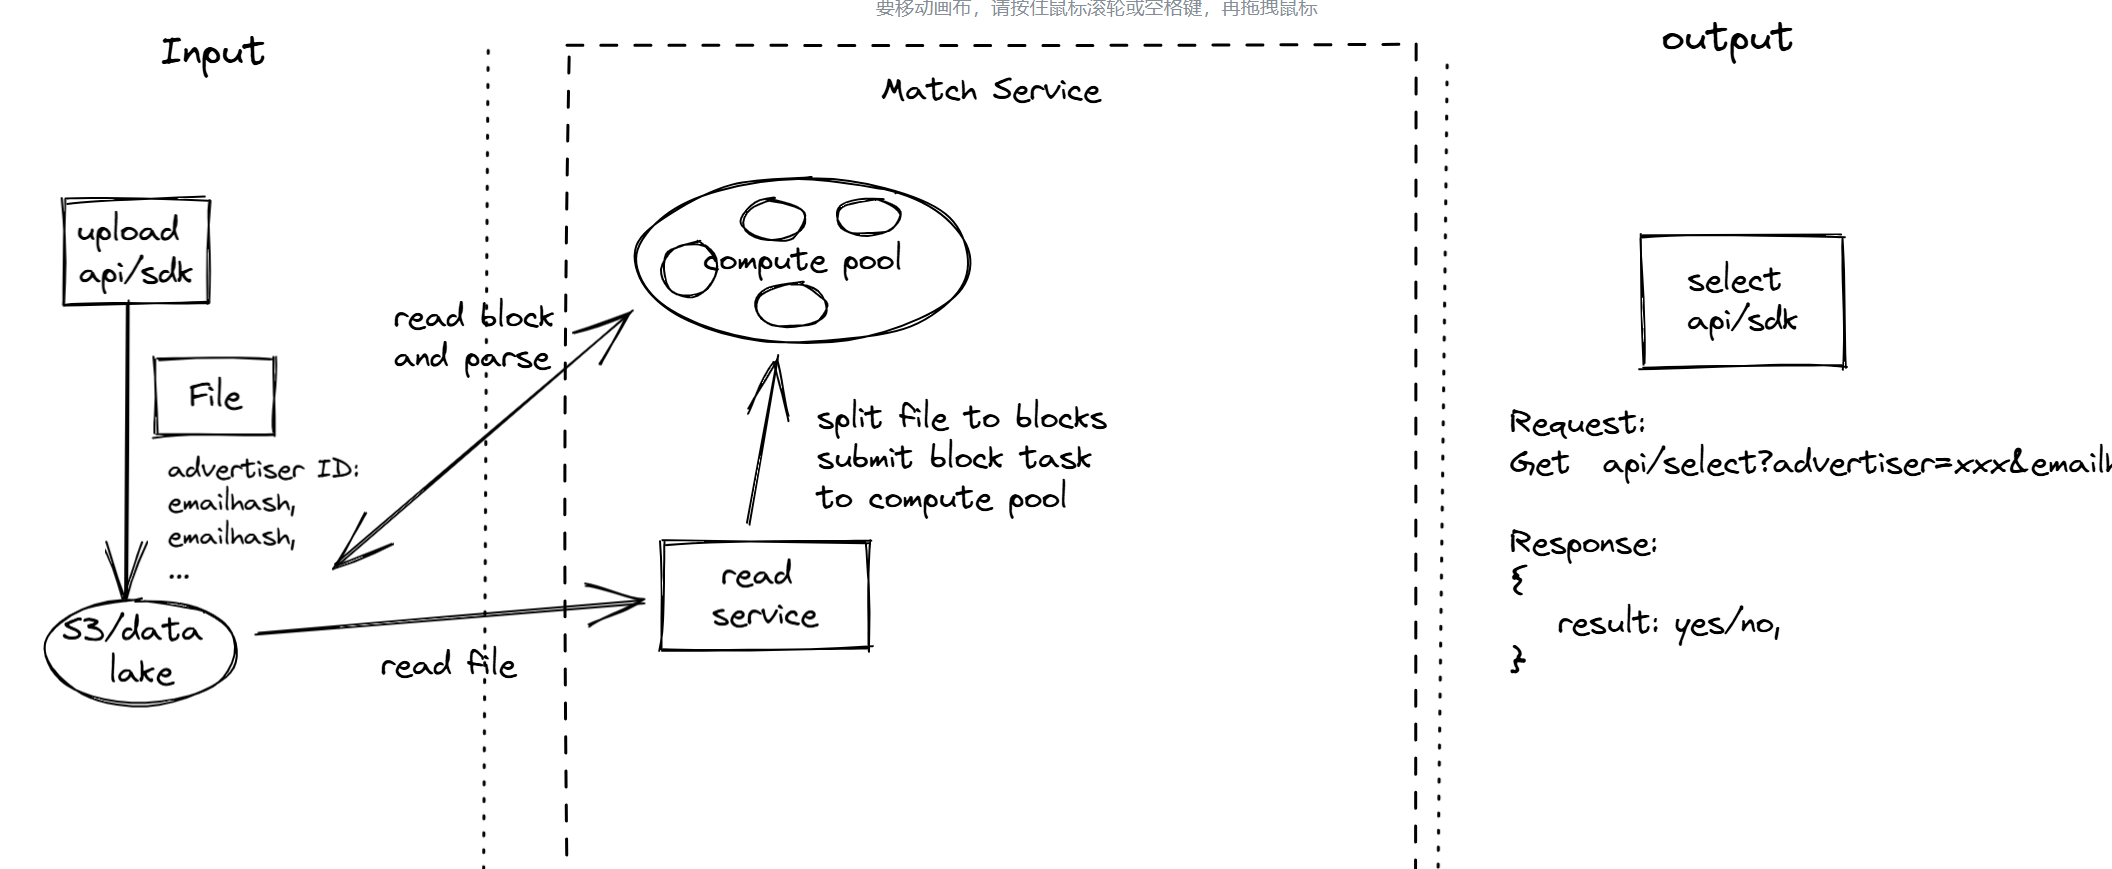 要移动画布，请按住鼠标滚轮或空格键，再拖拽鼠标
Input
Match Service
output
upload
api/sdk
File
advertiser ID:
emailhash,
emailhash,
...
S3/data
lake
read block
and parse
read file
compute pool
split file to blocks
submit block task
to compute pool
read
service
select
api/sdk
Request:
Get api/select?advertiser=xxx&email
Response:
{
result: yes/no,
}